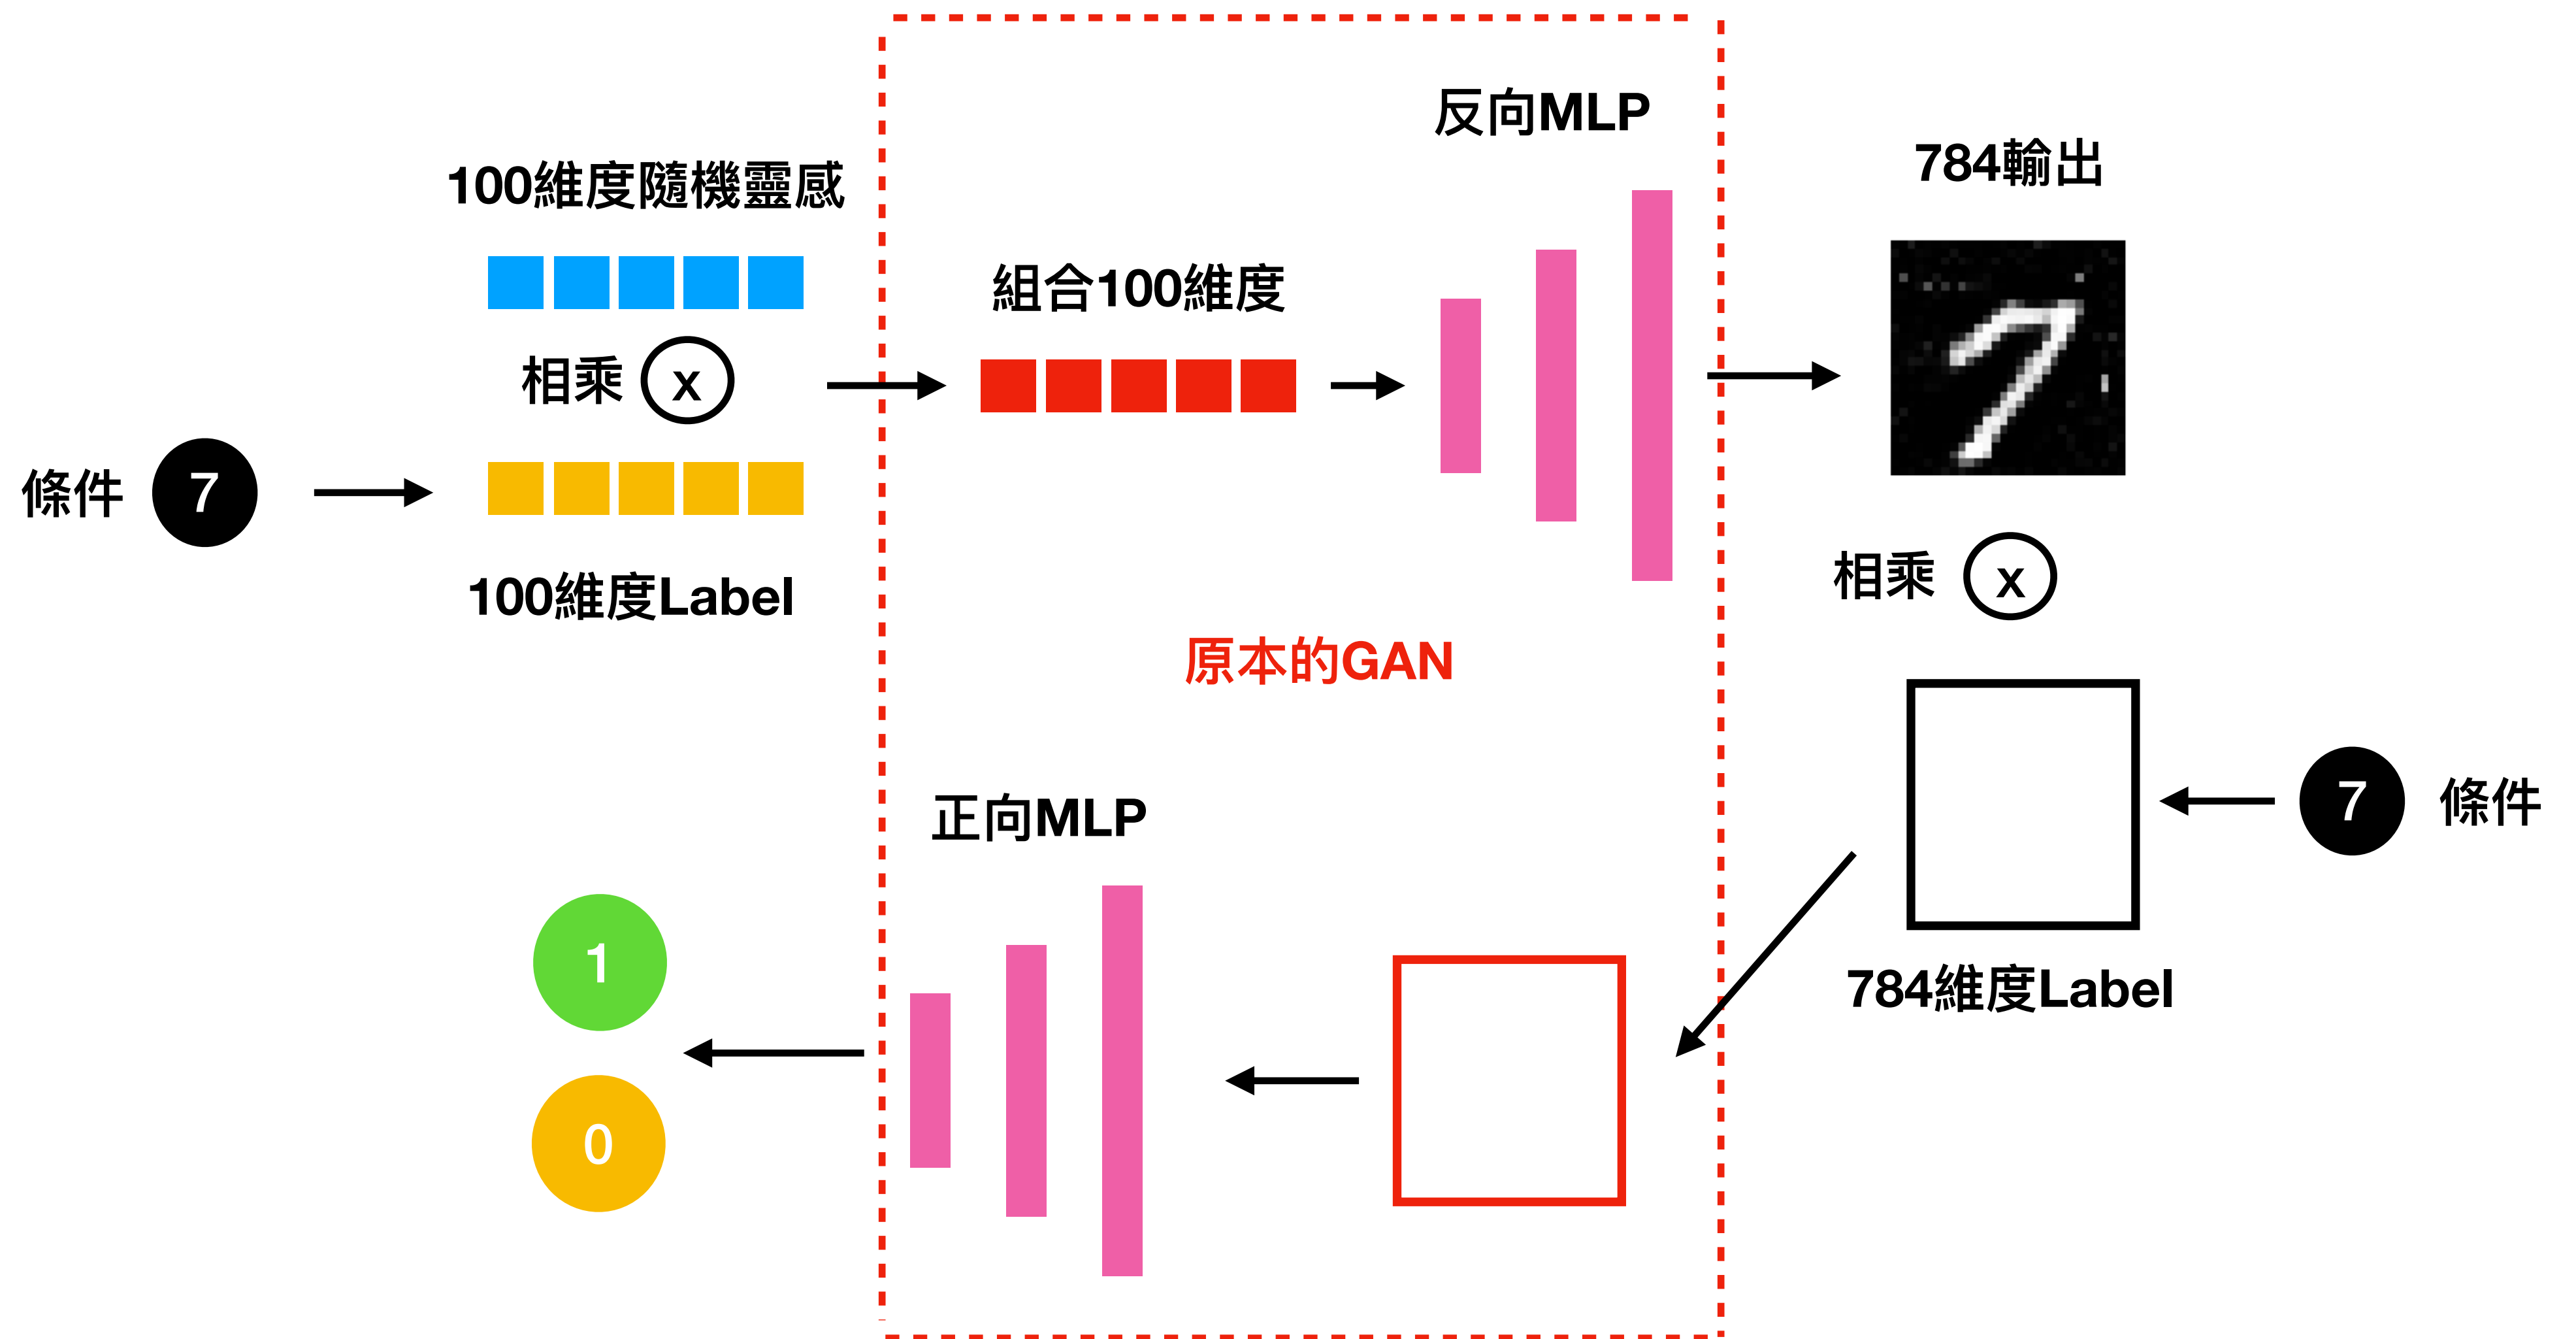 反向MLP
784輸出
100維度隨機靈感
組合100維度
相乘 x
條件 7
100維度Label
相乘 x
原本的GAN
7 條件
正向MLP
784維度Label
1
0